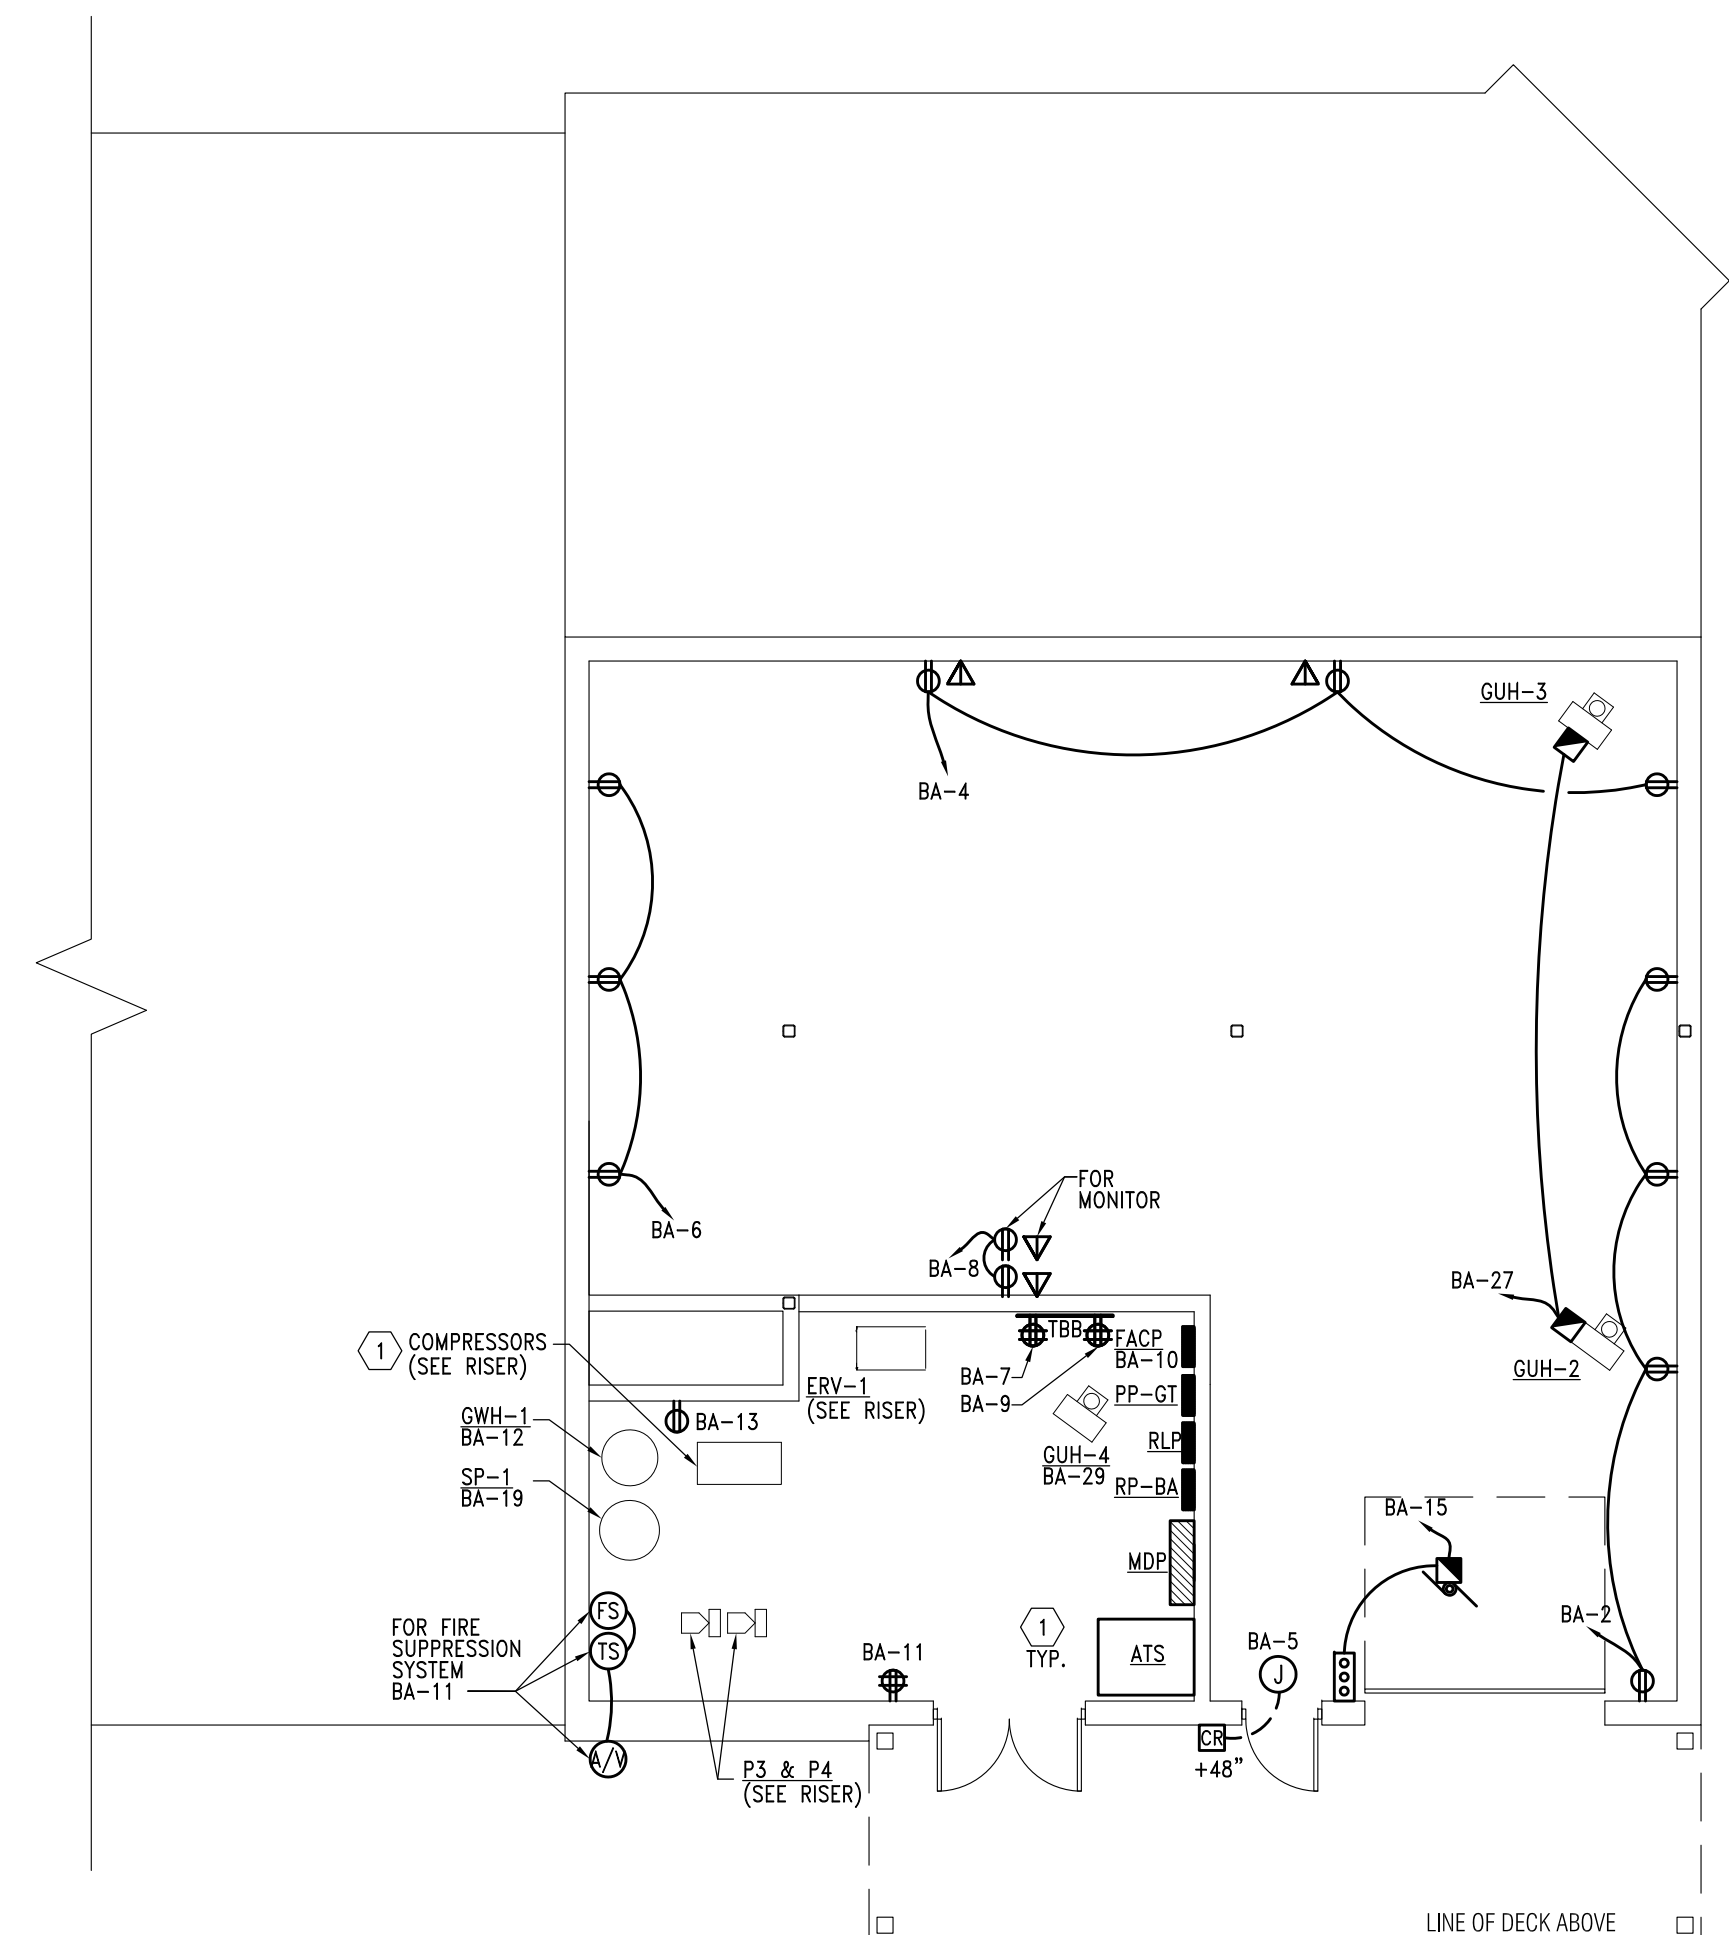 GUH-3
BA-4
FOR
MONITOR
BA-6
BA-8
BA-27
1
COMPRESSORS
(SEE RISER)
TBB
FACP
BA-10
BA-7
BA-9
ERV-1
(SEE RISER)
PP-GT
GUH-2
GWH-1
BA-12
BA-13
RLP
GUH-4
BA-29
SP-1
BA-19
RP-BA
BA-15
MDP
FS
TS
FOR FIRE
SUPPRESSION
SYSTEM
BA-11
BA-11
1
TYP.
ATS
BA-5
J
BA-2
CR
+48"
A/V
P3 & P4
(SEE RISER)
LINE OF DECK ABOVE